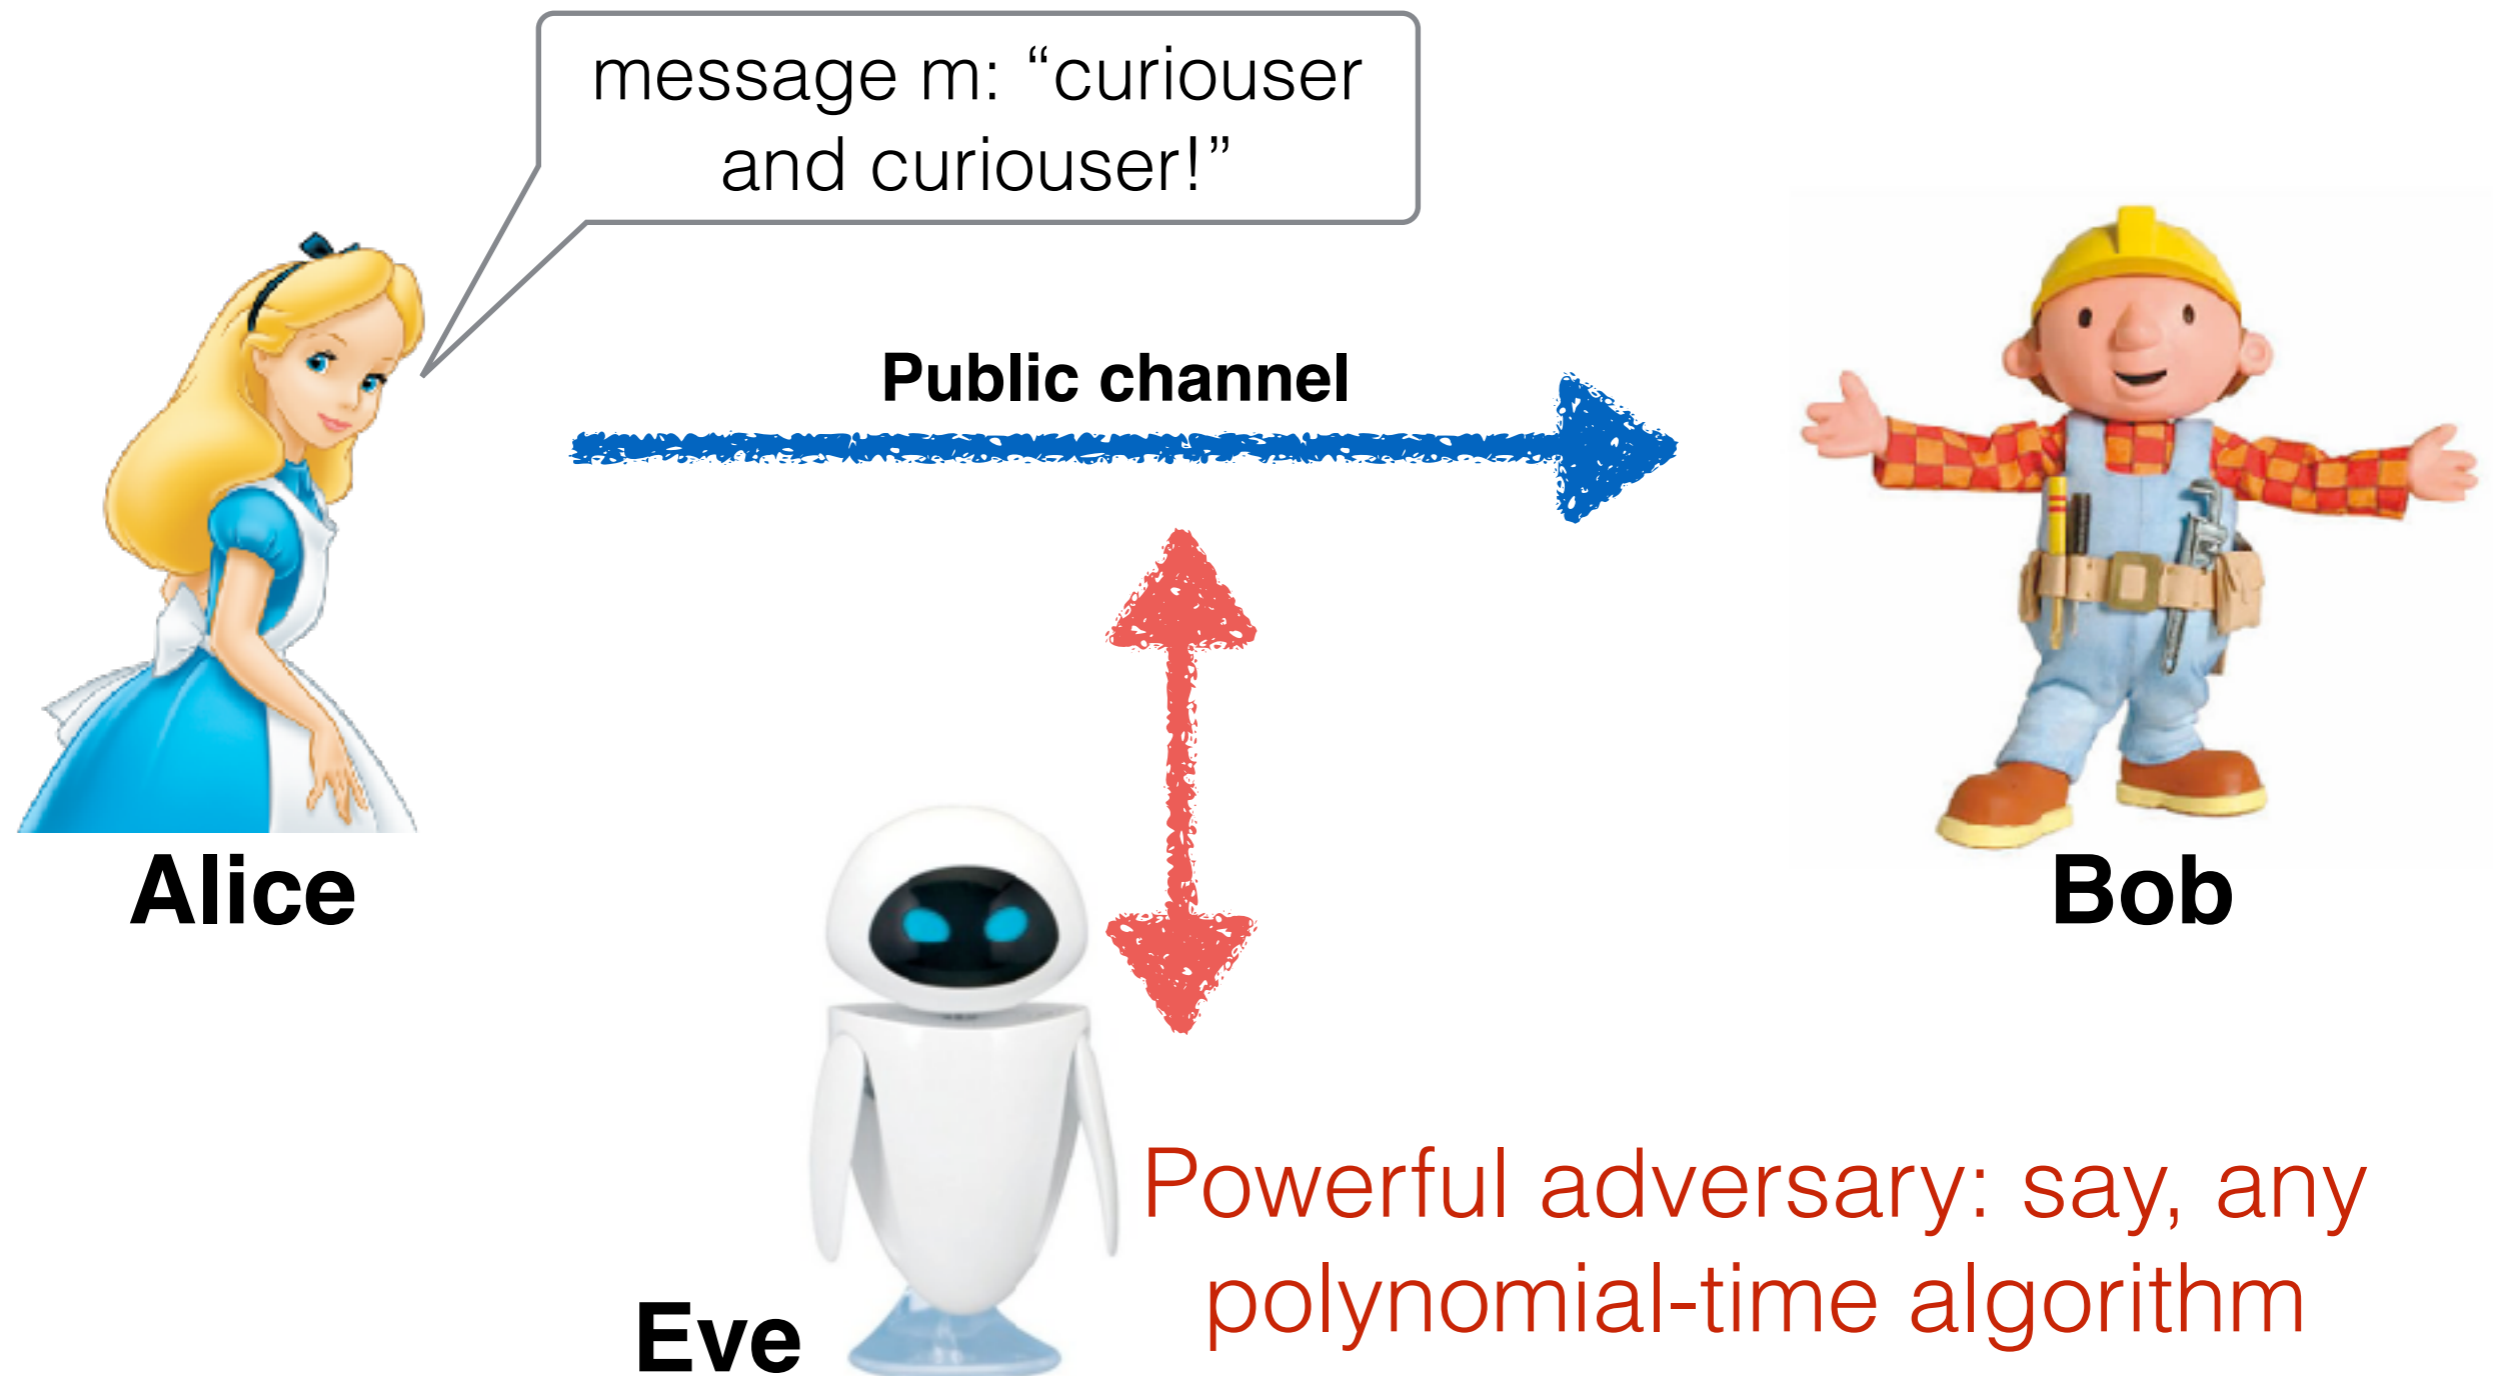 message m: “curiouser
and curiouser!”
Public channel
Alice
Bob
Eve
Powerful adversary: say, any
polynomial-time algorithm